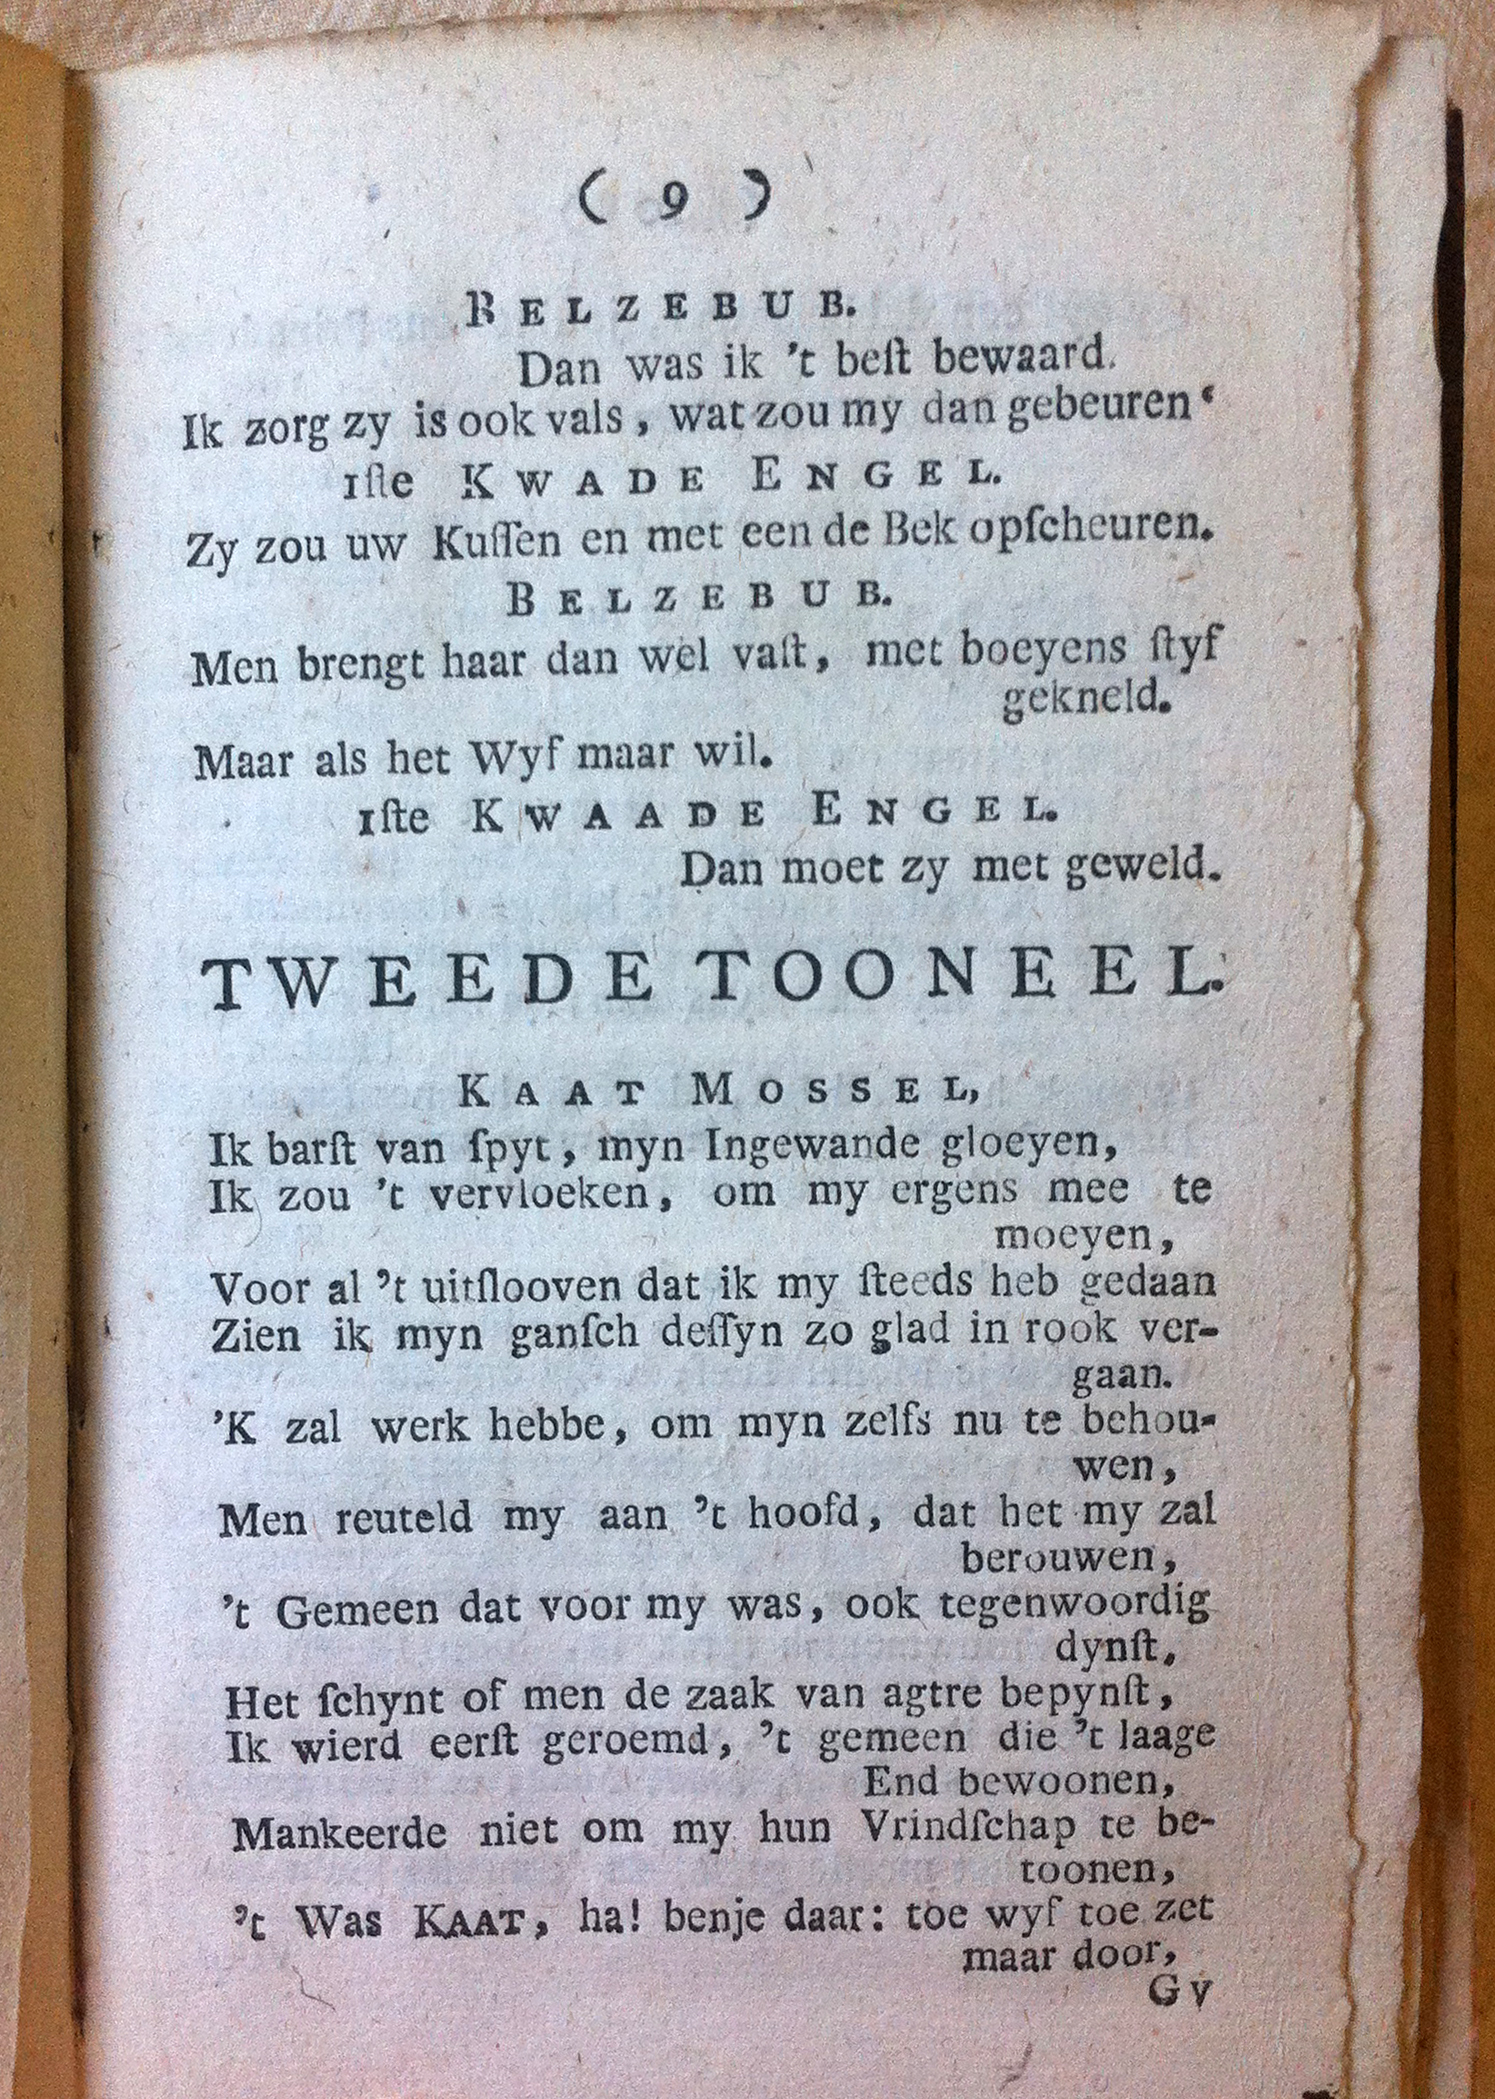 ( 9 )
BELZEBUB.
Dan was ik 't beſt bewaard.
Ik zorg zy is ook vals, wat zou my dan gebeuren‘
1ſte KWADE ENGEL.
Zy zou uw Kuſſen en met een de Bek opſcheuren.
BELZEBUB.
Men brengt haar dan wel vaſt, met boeyens ſtyf
gekneld.
Maar als het Wyf maar wil.
1ſte KWAADE ENGEL.
Dan moet zy met geweld.
TWEEDE TOONEEL.
KAAT MOSSEL,
Ik barſt van ſpyt, myn Ingewande gloeyen,
Ik zou 't vervloeken, om my ergens mee te
moeyen,
Voor al 't uitſlooven dat ik my ſteeds heb gedaan
Zien ik myn ganſch deſſyn zo glad in rook ver-
gaan.
'K zal werk hebbe, om myn zelfs nu te behou-
wen,
Men reuteld my aan 't hoofd, dat het my zal
berouwen,
't Gemeen dat voor my was, ook tegenwoordig
dynſt,
Het ſchynt of men de zaak van agtre bepynſt,
Ik wierd eerſt geroemd, 't gemeen die 't laage
End bewoonen,
Mankeerde niet om my hun Vrindſchap te be-
toonen,
't Was KAAT, ha! benje daar: toe wyf toe zet
maar door,
Gy